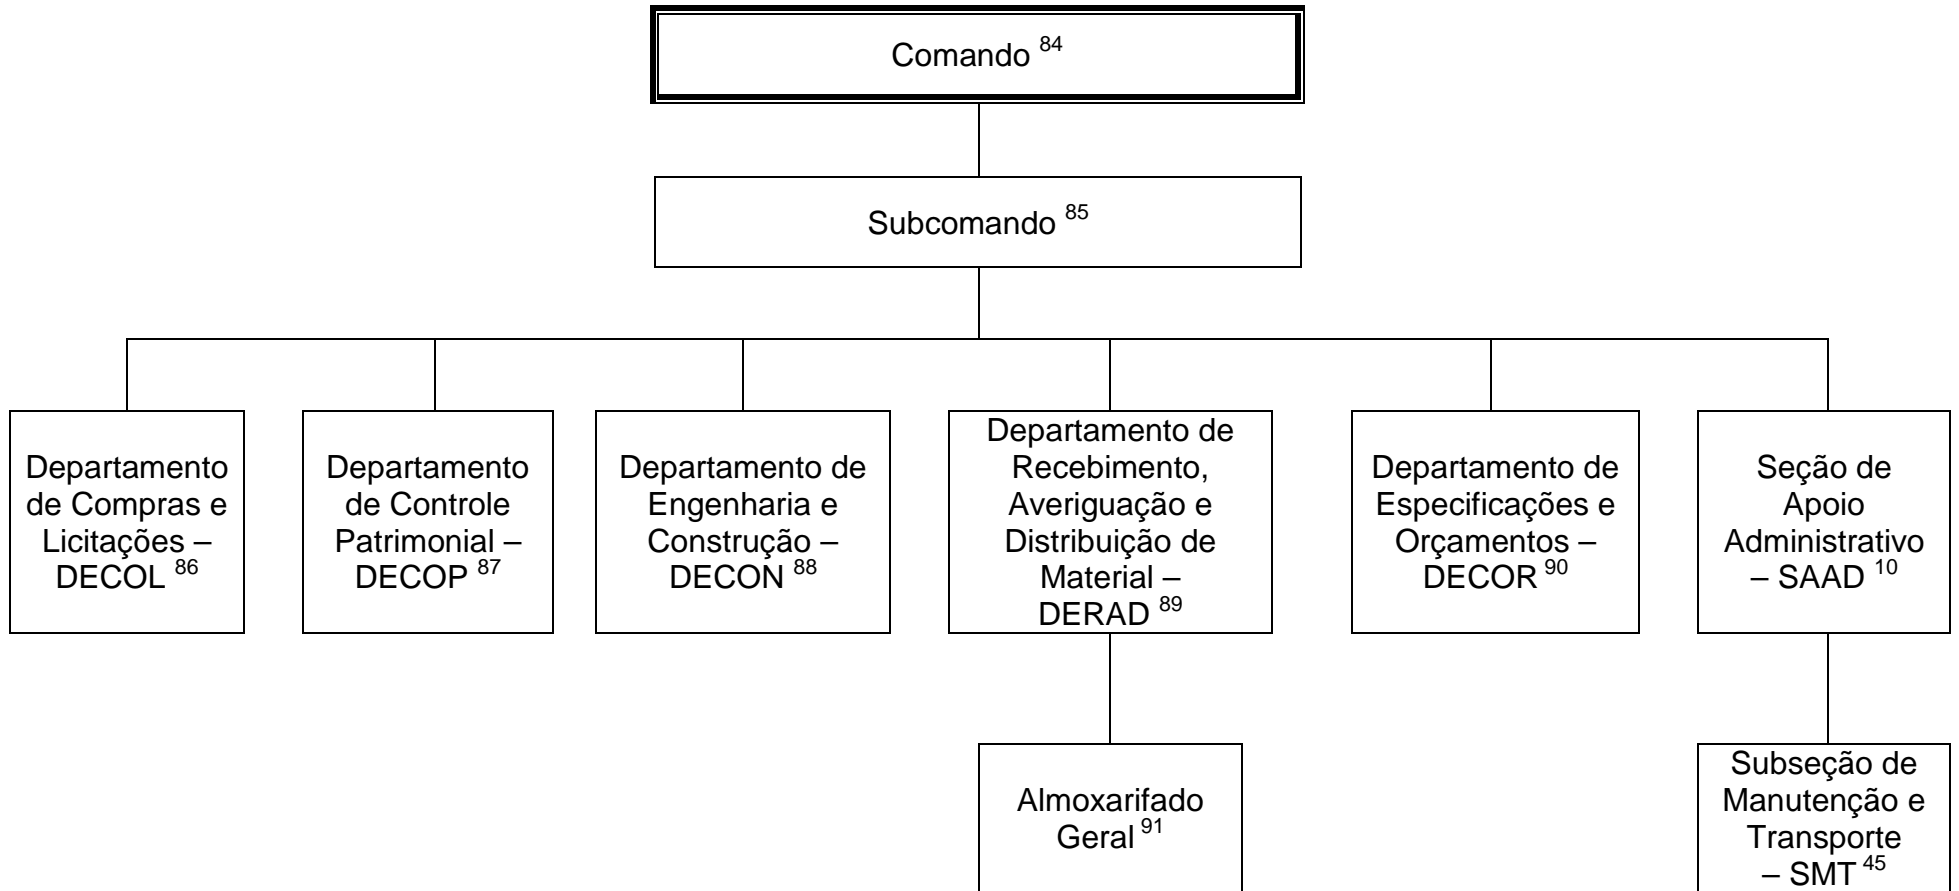 Comando 84
Subcomando 85
Departamento
de Compras e
Licitações –
DECOL 86
Departamento
de Controle
Patrimonial –
DECOP 87
Departamento de
Engenharia e
Construção –
DECON 88
Departamento de
Recebimento,
Averiguação e
Distribuição de
Material –
DERAD 89
Departamento de
Especificações e
Orçamentos –
DECOR 90
Seção de
Apoio
Administrativo
– SAAD 10
Almoxarifado
Geral 91
Subseção de
Manutenção e
Transporte
– SMT 45